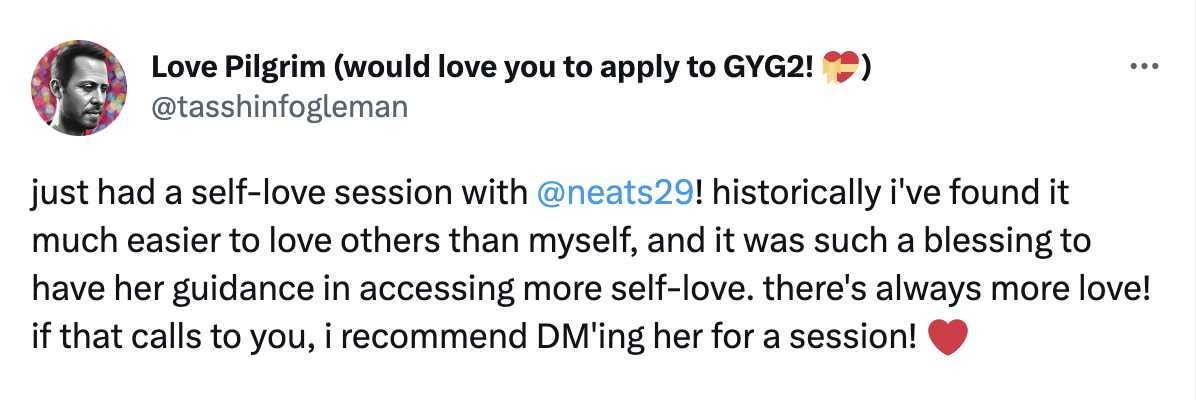 Love Pilgrim (would love you to apply to GYG2! 💝)
@tasshinfogleman
just had a self-love session with @neats29! historically i've found it
much easier to love others than myself, and it was such a blessing to
have her guidance in accessing more self-love. there's always more love!
if that calls to you, i recommend DM'ing her for a session! ❤️